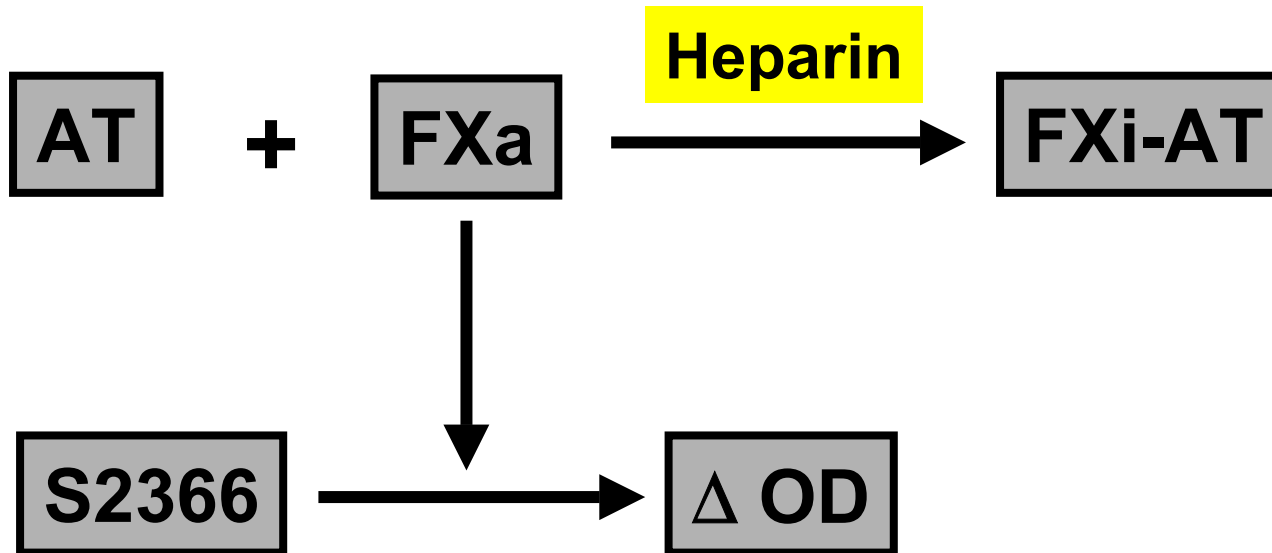 Heparin
AT + FXa FXi-AT
S2366 Δ OD